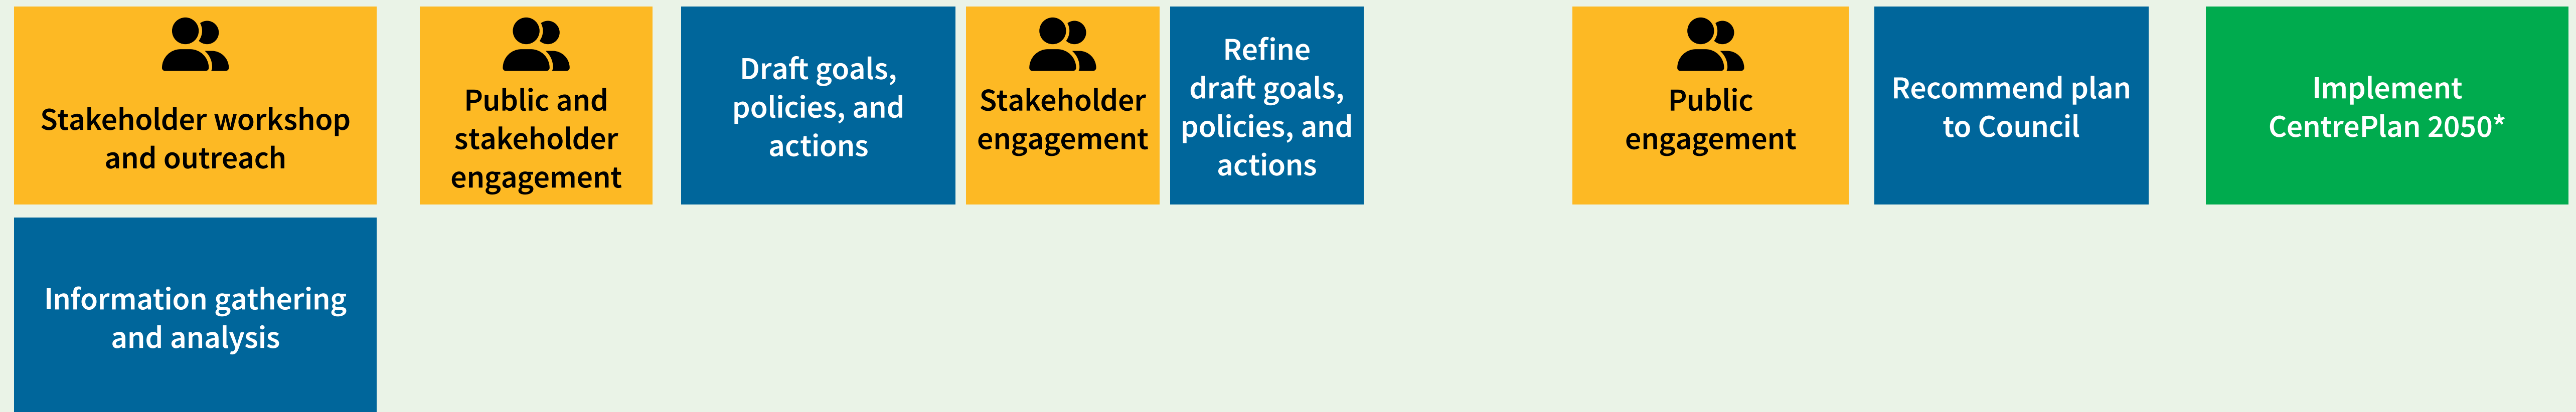 Stakeholder workshop
and outreach
Public and
stakeholder
engagement
Draft goals,
policies, and
actions
Stakeholder
engagement
Refine
draft goals,
policies, and
actions
Public
engagement
Recommend plan
to Council
Implement
CentrePlan 2050*
Information gathering
and analysis